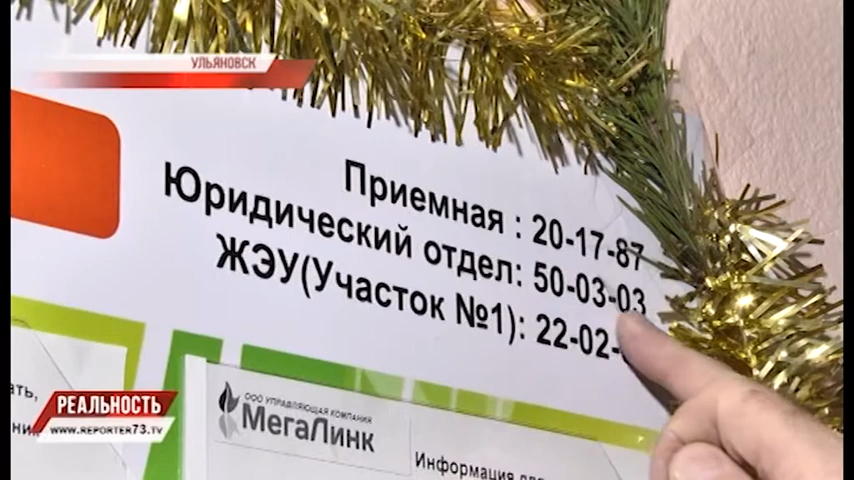 УЛЬЯНОВСК
Приемная : 20-17-87
Юридический отдел: 50-03-03
ЖЭУ(Участок №1): 22-02-
ООО УПРАВЛЯЮЩАЯ КОМПАНИЯ
МегаЛинк
Информация для
РЕАЛЬНОСТЬ
WWW.REPORTER73.TV